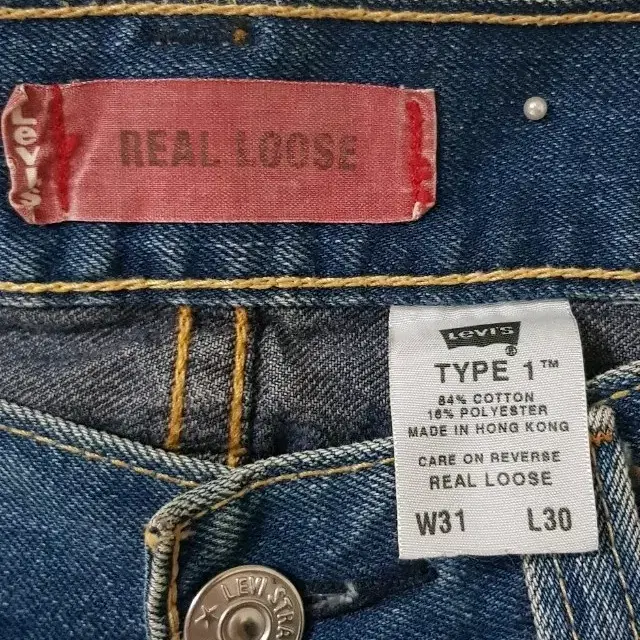 Levi's
REAL LOOSE
Levi's
®
TYPE 1™
84% COTTON
16% POLYESTER
MADE IN HONG KONG
CARE ON REVERSE
REAL LOOSE
W31 L30
LEVI STRA